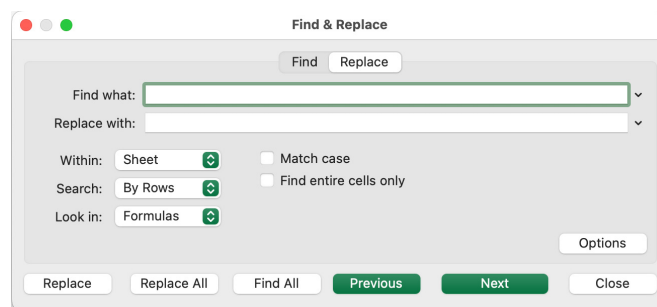 Find & Replace
Find Replace
Find what:
Replace with:
Within: Sheet Match case
Search: By Rows Find entire cells only
Look in: Formulas
Options
Replace Replace All Find All Previous Next Close